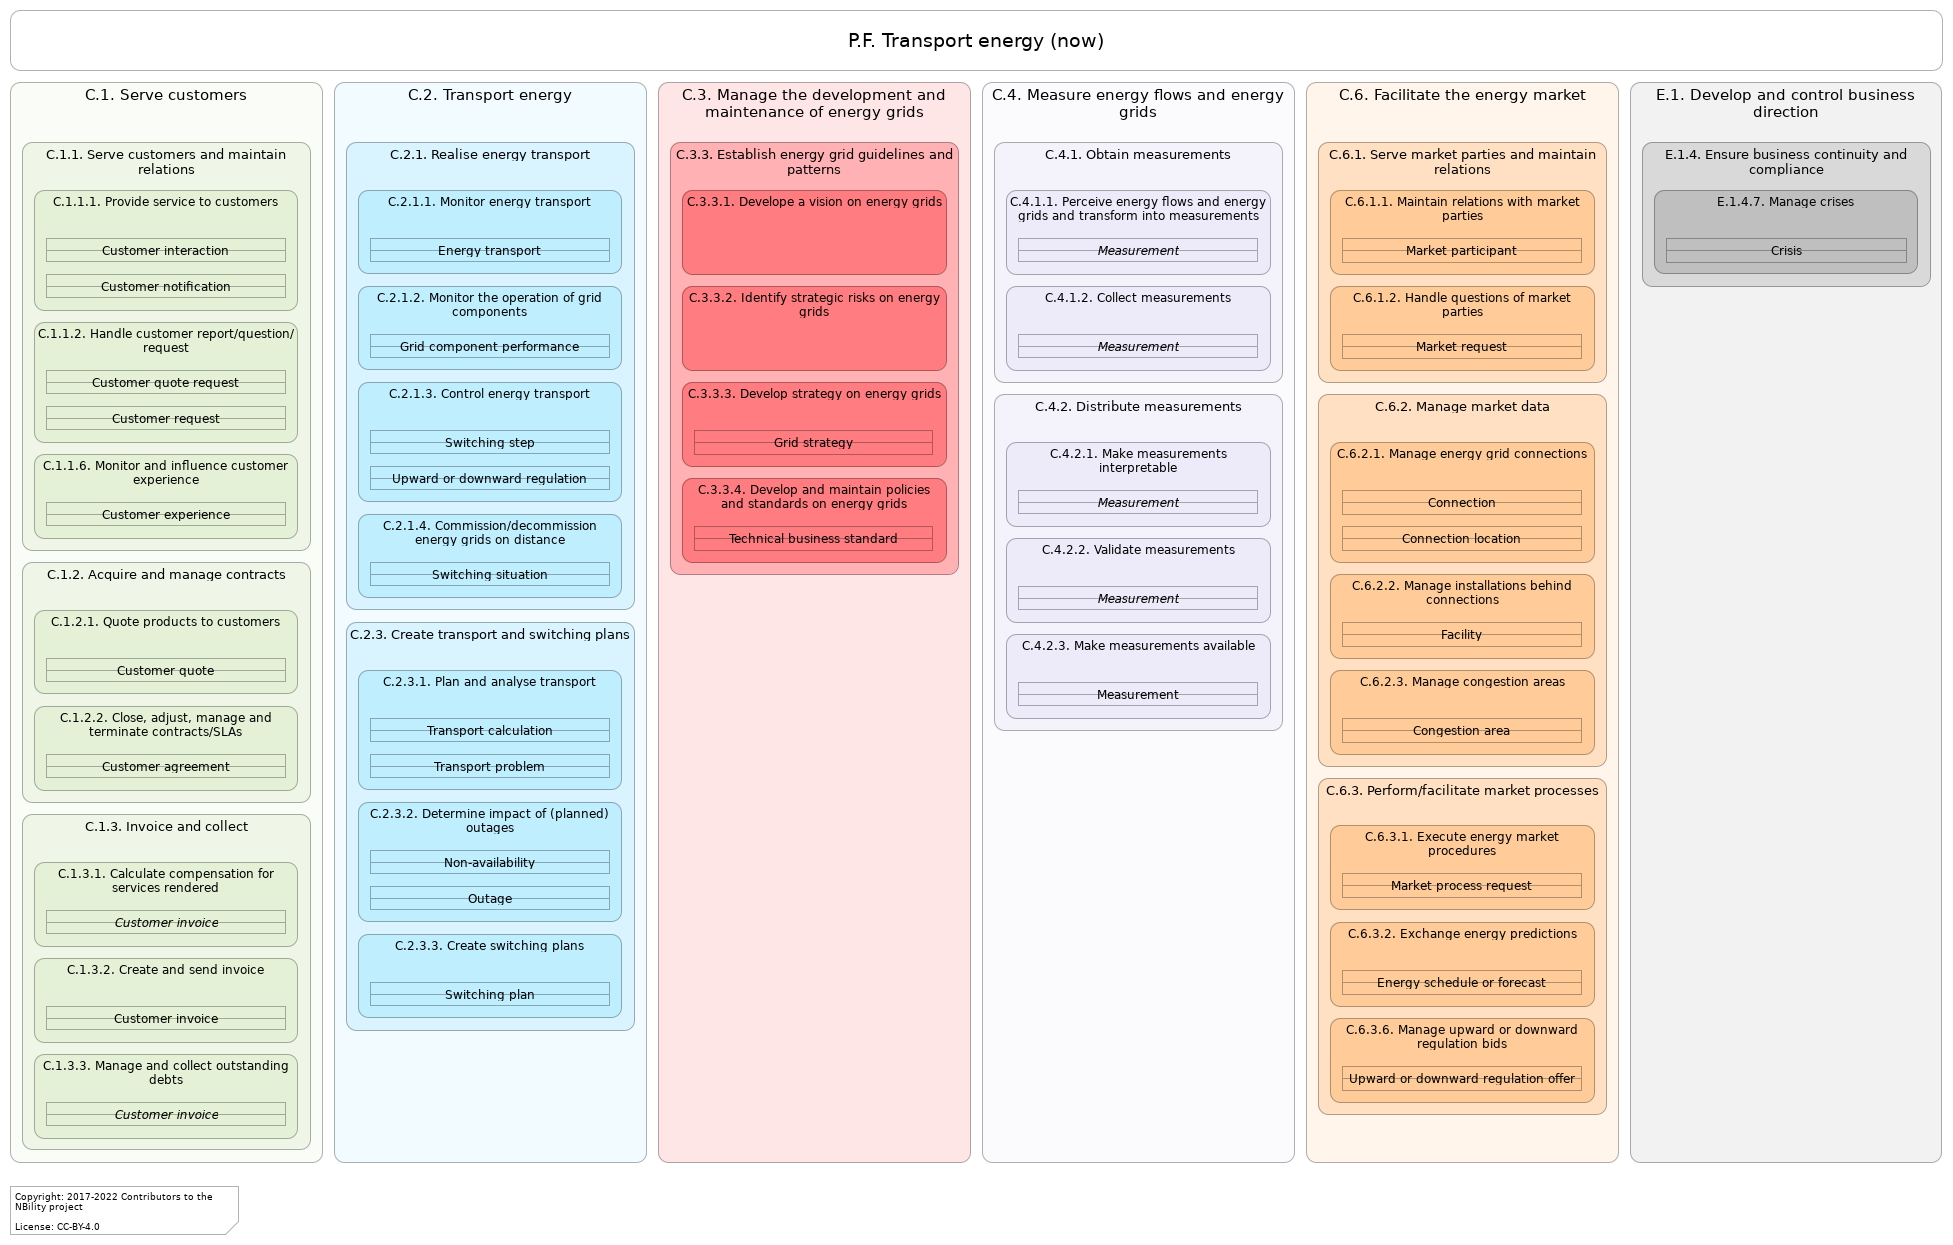 P.F. Transport energy (now)
C.1. Serve customers
C.1.1. Serve customers and maintain
relations
C.1.1.1. Provide service to customers
Customer interaction
Customer notification
C.1.1.2. Handle customer report/question/
request
Customer quote request
Customer request
C.1.1.6. Monitor and influence customer
experience
Customer experience
C.1.2. Acquire and manage contracts
C.1.2.1. Quote products to customers
Customer quote
C.1.2.2. Close, adjust, manage and
terminate contracts/SLAs
Customer agreement
C.1.3. Invoice and collect
C.1.3.1. Calculate compensation for
services rendered
Customer invoice
C.1.3.2. Create and send invoice
Customer invoice
C.1.3.3. Manage and collect outstanding
debts
Customer invoice
C.2. Transport energy
C.2.1. Realise energy transport
C.2.1.1. Monitor energy transport
Energy transport
C.2.1.2. Monitor the operation of grid
components
Grid component performance
C.2.1.3. Control energy transport
Switching step
Upward or downward regulation
C.2.1.4. Commission/decommission
energy grids on distance
Switching situation
C.2.3. Create transport and switching plans
C.2.3.1. Plan and analyse transport
Transport calculation
Transport problem
C.2.3.2. Determine impact of (planned)
outages
Non-availability
Outage
C.2.3.3. Create switching plans
Switching plan
C.3. Manage the development and
maintenance of energy grids
C.3.3. Establish energy grid guidelines and
patterns
C.3.3.1. Develope a vision on energy grids
C.3.3.2. Identify strategic risks on energy
grids
C.3.3.3. Develop strategy on energy grids
Grid strategy
C.3.3.4. Develop and maintain policies
and standards on energy grids
Technical business standard
C.4. Measure energy flows and energy
grids
C.4.1. Obtain measurements
C.4.1.1. Perceive energy flows and energy
grids and transform into measurements
Measurement
C.4.1.2. Collect measurements
Measurement
C.4.2. Distribute measurements
C.4.2.1. Make measurements
interpretable
Measurement
C.4.2.2. Validate measurements
Measurement
C.4.2.3. Make measurements available
Measurement
C.6. Facilitate the energy market
C.6.1. Serve market parties and maintain
relations
C.6.1.1. Maintain relations with market
parties
Market participant
C.6.1.2. Handle questions of market
parties
Market request
C.6.2. Manage market data
C.6.2.1. Manage energy grid connections
Connection
Connection location
C.6.2.2. Manage installations behind
connections
Facility
C.6.2.3. Manage congestion areas
Congestion area
C.6.3. Perform/facilitate market processes
C.6.3.1. Execute energy market
procedures
Market process request
C.6.3.2. Exchange energy predictions
Energy schedule or forecast
C.6.3.6. Manage upward or downward
regulation bids
Upward or downward regulation offer
E.1. Develop and control business
direction
E.1.4. Ensure business continuity and
compliance
E.1.4.7. Manage crises
Crisis
Copyright: 2017-2022 Contributors to the
NBility project
License: CC-BY-4.0